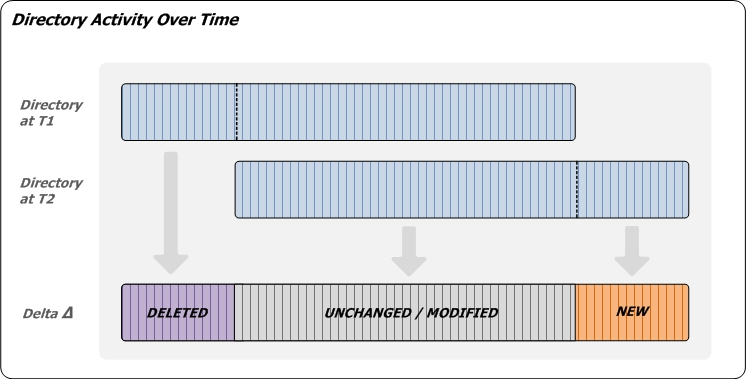 Directory Activity Over Time
Directory
at T1
Directory
at T2
Delta Δ
DELETED
UNCHANGED / MODIFIED
NEW